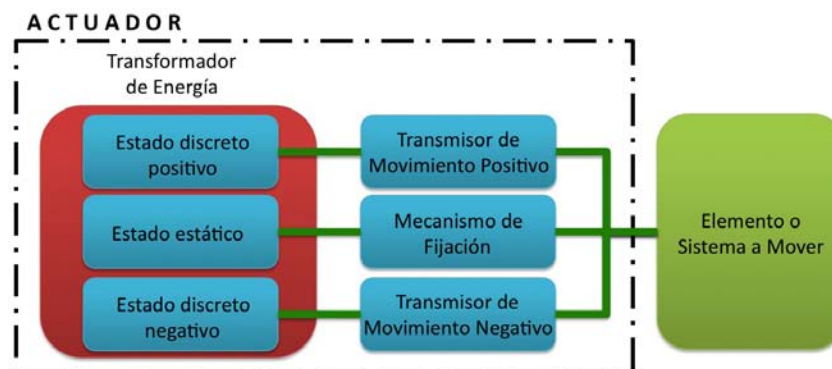 ACTUADOR
Transformador
de Energía
Estado discreto
positivo
Transmisor de
Movimiento Positivo
Estado estático
Mecanismo de
Fijación
Elemento o
Sistema a Mover
Estado discreto
negativo
Transmisor de
Movimiento Negativo